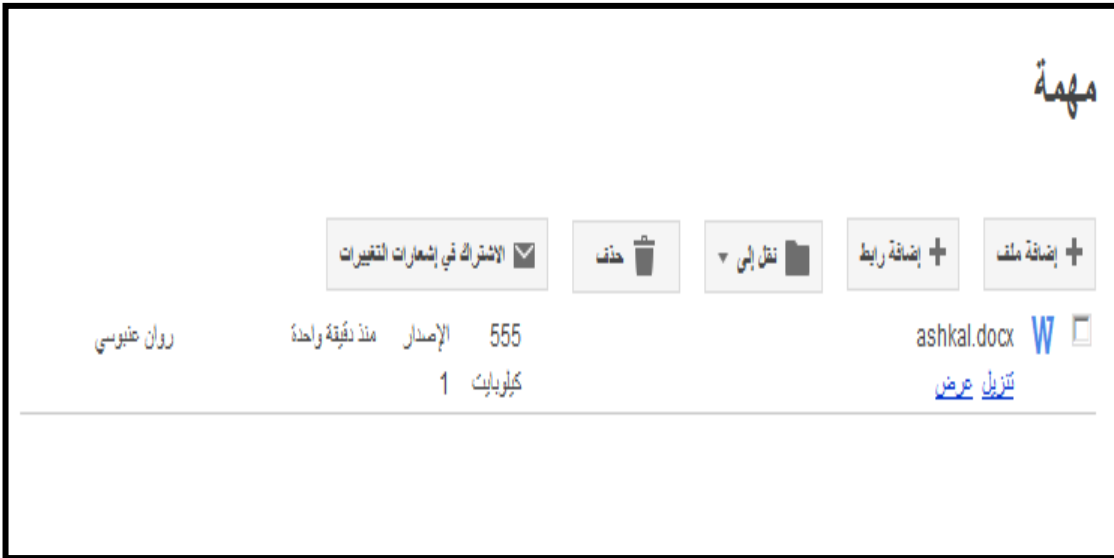 مهمة
إضافة ملف إضافة رابط نقل إلى حذف الاشتراك في إشعارات التغييرات
ashkal.docx 555 الإصدار منذ دقيقة واحدة روان عنبوسي
تنزيل عرض كيلوبايت 1